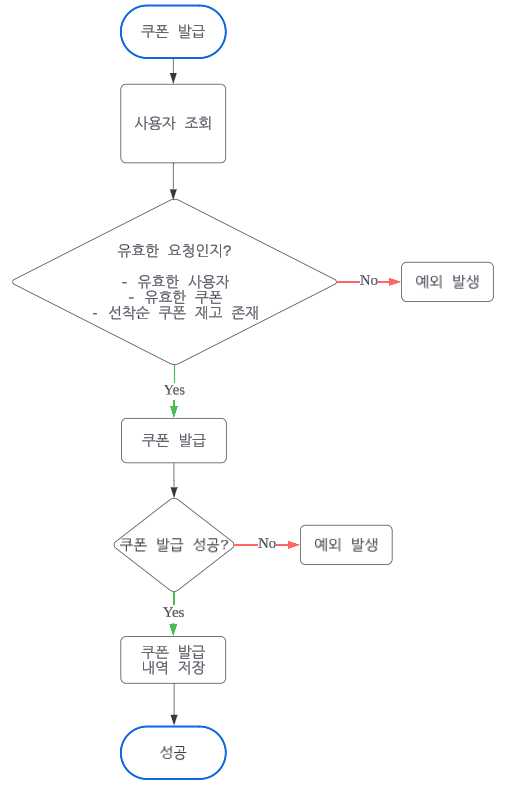 쿠폰 발급
사용자 조회
유효한 요청인지?
- 유효한 사용자
- 유효한 쿠폰
- 선착순 쿠폰 재고 존재
No
예외 발생
Yes
쿠폰 발급
쿠폰 발급 성공?
No
예외 발생
Yes
쿠폰 발급
내역 저장
성공